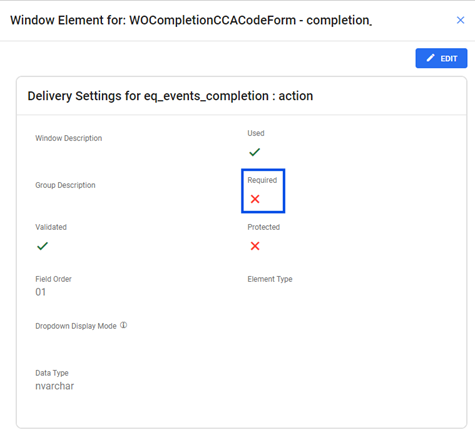 Window Element for: WOCompletionCCACodeForm - completion_
EDIT
Delivery Settings for eq_events_completion : action
Window Description
Used
Group Description
Required
Validated
Protected
Field Order
01
Element Type
Dropdown Display Mode
Data Type
nvarchar